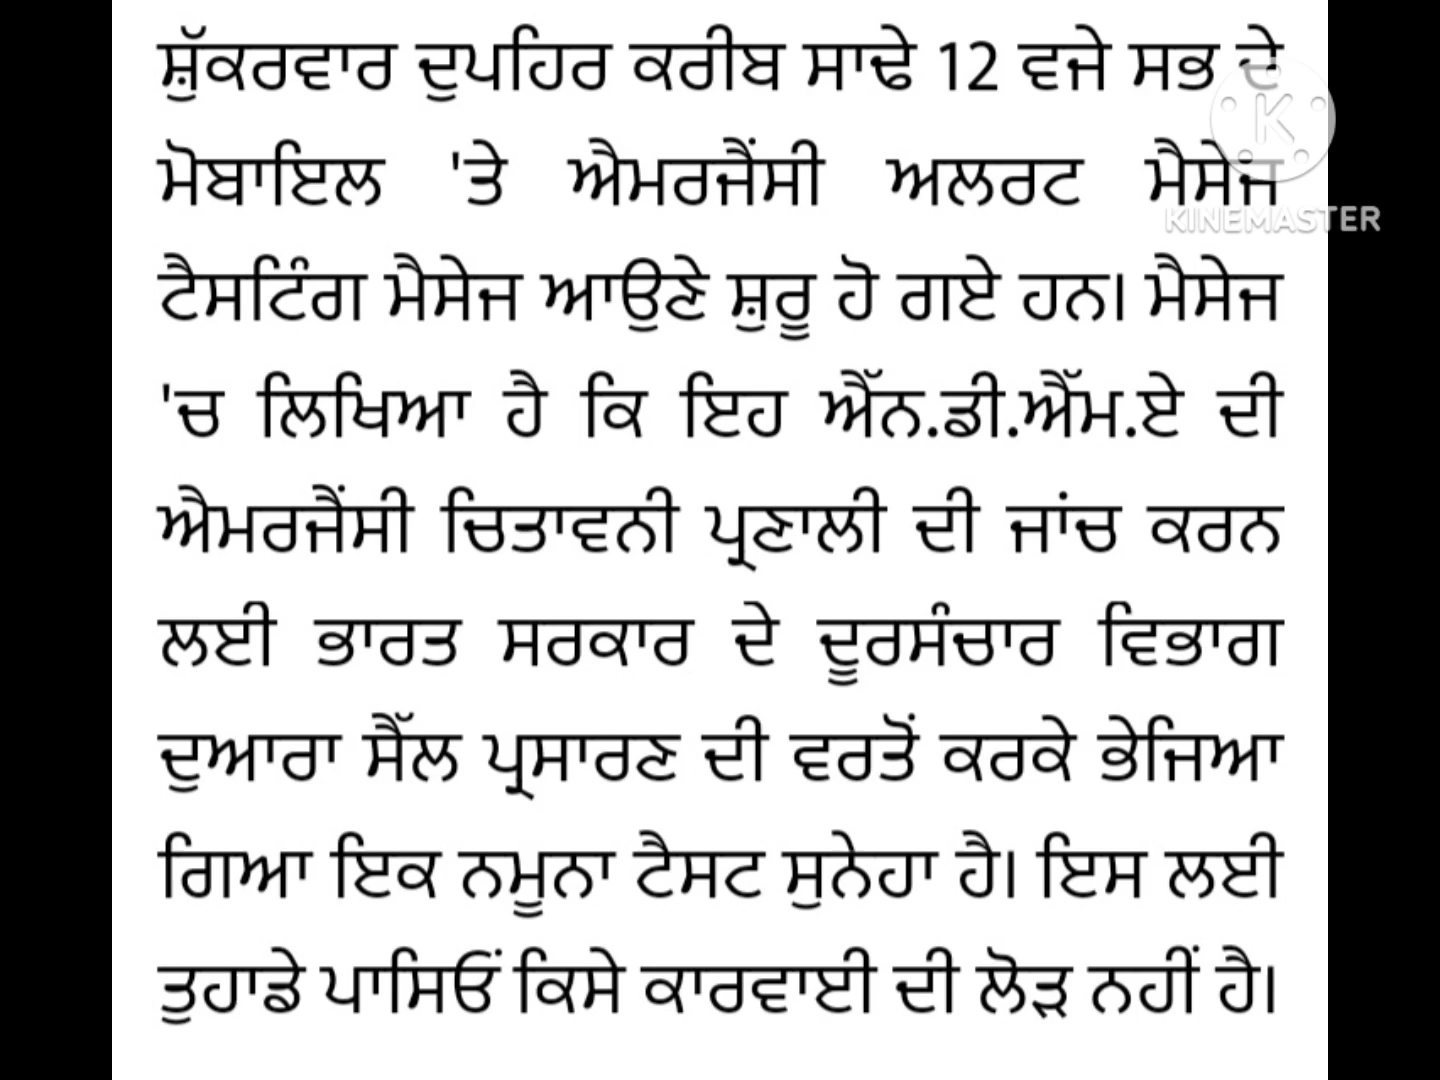 ਸ਼ੁੱਕਰਵਾਰ ਦੁਪਹਿਰ ਕਰੀਬ ਸਾਢੇ 12 ਵਜੇ ਸਭ ਦੇ
ਮੋਬਾਇਲ 'ਤੇ ਐਮਰਜੈਂਸੀ ਅਲਰਟ ਮੈਸੇਜ
KINEMASTER
ਟੈਸਟਿੰਗ ਮੈਸੇਜ ਆਉਣੇ ਸ਼ੁਰੂ ਹੋ ਗਏ ਹਨ। ਮੈਸੇਜ
'ਚ ਲਿਖਿਆ ਹੈ ਕਿ ਇਹ ਐੱਨ.ਡੀ.ਐੱਮ.ਏ ਦੀ
ਐਮਰਜੈਂਸੀ ਚਿਤਾਵਨੀ ਪ੍ਰਣਾਲੀ ਦੀ ਜਾਂਚ ਕਰਨ
ਲਈ ਭਾਰਤ ਸਰਕਾਰ ਦੇ ਦੂਰਸੰਚਾਰ ਵਿਭਾਗ
ਦੁਆਰਾ ਸੈੱਲ ਪ੍ਰਸਾਰਣ ਦੀ ਵਰਤੋਂ ਕਰਕੇ ਭੇਜਿਆ
ਗਿਆ ਇਕ ਨਮੂਨਾ ਟੈਸਟ ਸੁਨੇਹਾ ਹੈ। ਇਸ ਲਈ
ਤੁਹਾਡੇ ਪਾਸਿਓਂ ਕਿਸੇ ਕਾਰਵਾਈ ਦੀ ਲੋੜ ਨਹੀਂ ਹੈ।